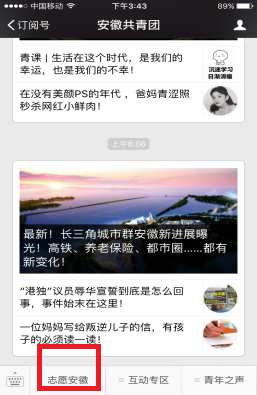 中国移动 下午3:43 89%
订阅号 安徽共青团
青课 | 生活在这个时代，是我们的
幸运，也是我们的不幸！
沉迷学习
日渐消瘦
在没有美颜PS的年代，爸妈青涩照
秒杀网红小鲜肉！
上午6:06
最新！长三角城市群安徽新进展曝
光！高铁、养老保险、都市圈……都有
新变化！
“港独”议员辱华宣誓到底是怎么回
事，事件始末在这里！
一位妈妈写给叛逆儿子的信，有孩
子的必须读一读！
志愿安徽 互动专区 青年之声